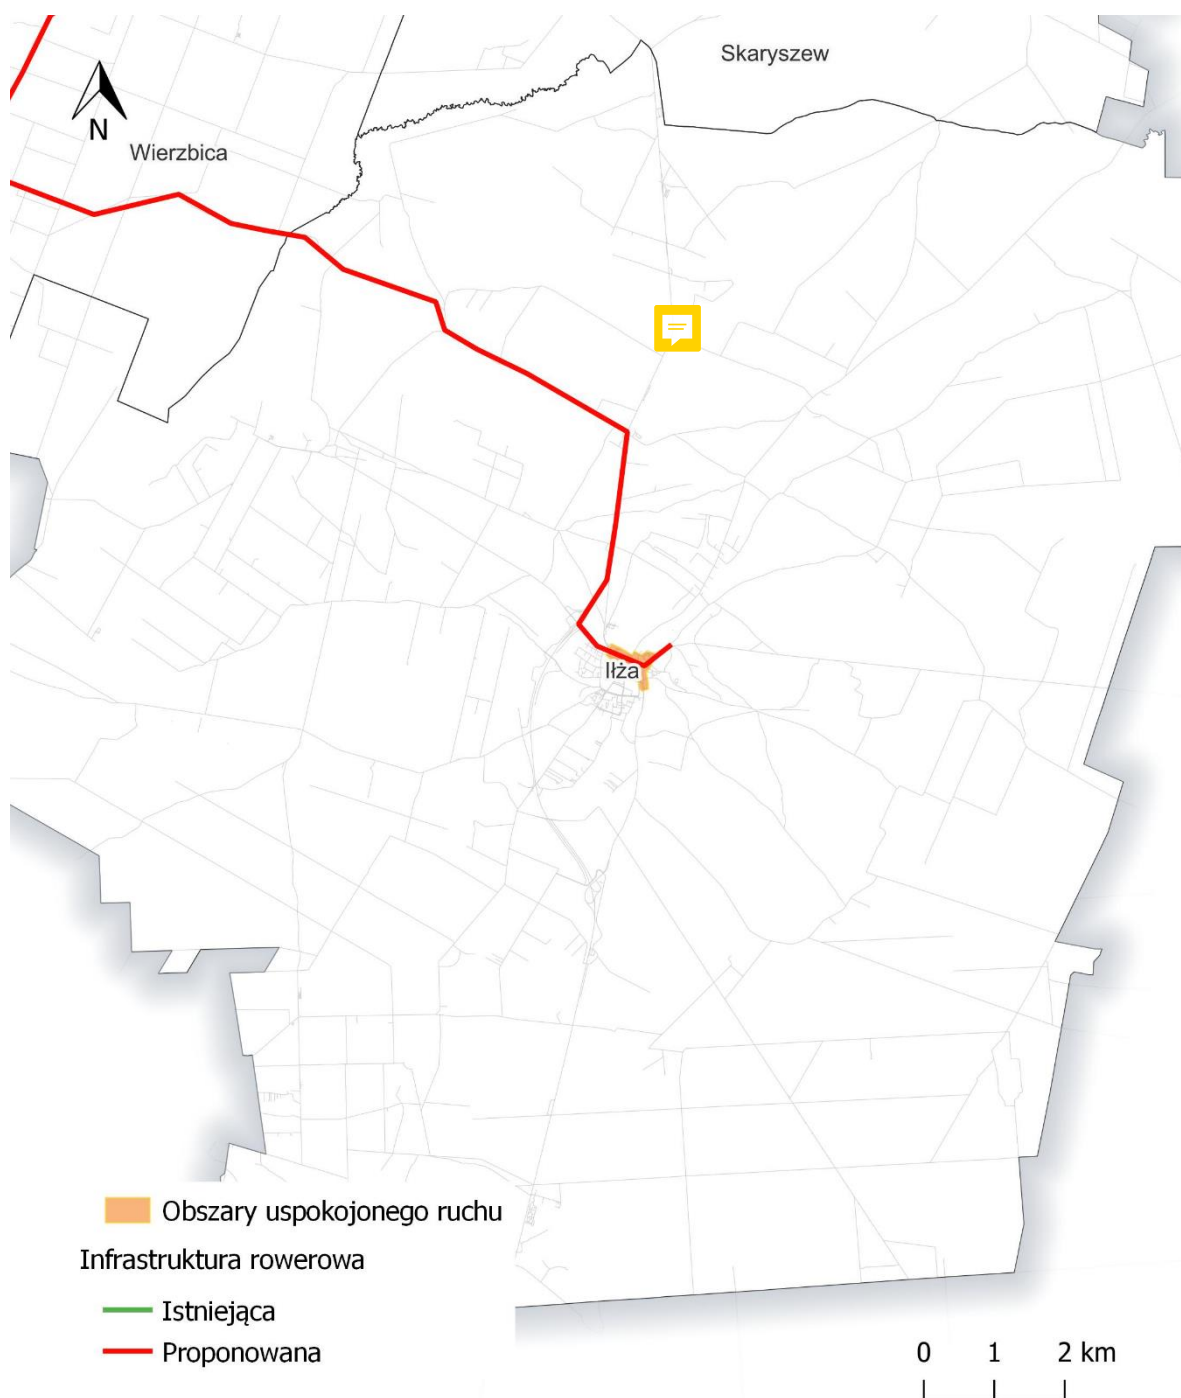 Skaryszew
N
Wierzbica
Iłża
Obszary uspokojonego ruchu
Infrastruktura rowerowa
Istniejąca
Proponowana
0 1 2 km